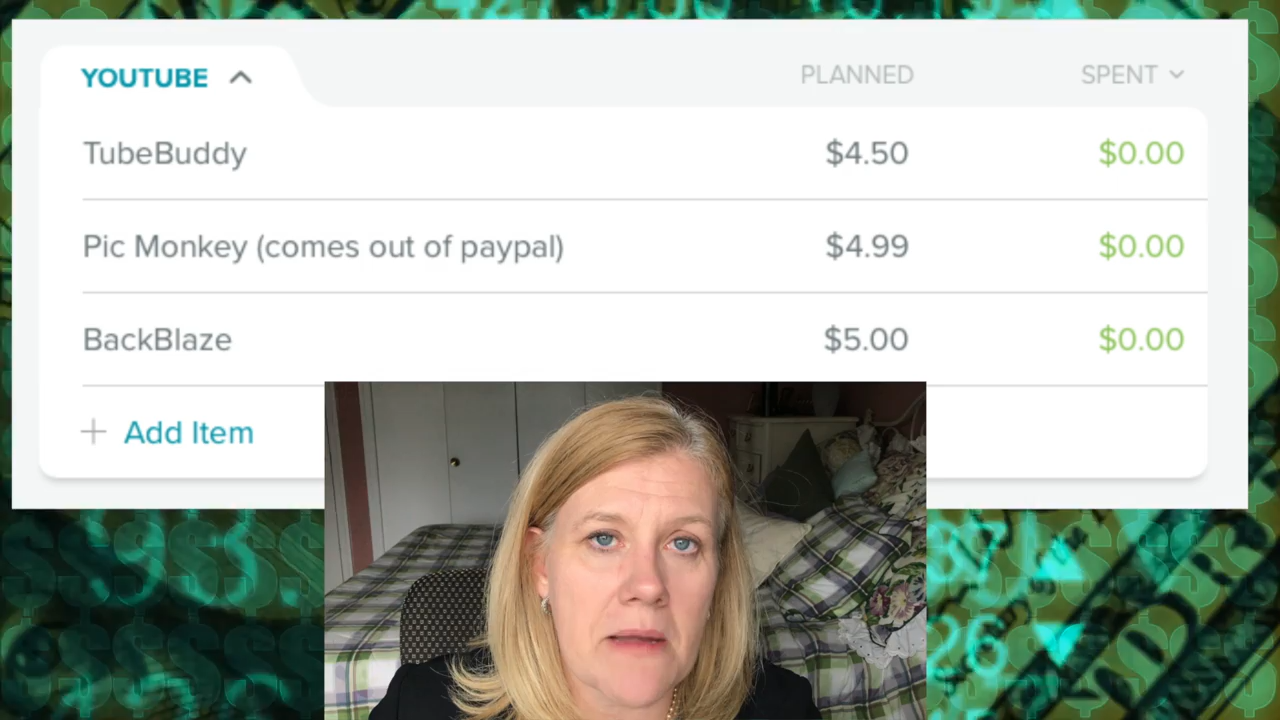 YOUTUBE PLANNED SPENT
TubeBuddy $4.50 $0.00
Pic Monkey (comes out of paypal) $4.99 $0.00
BackBlaze $5.00 $0.00
+ Add Item
26